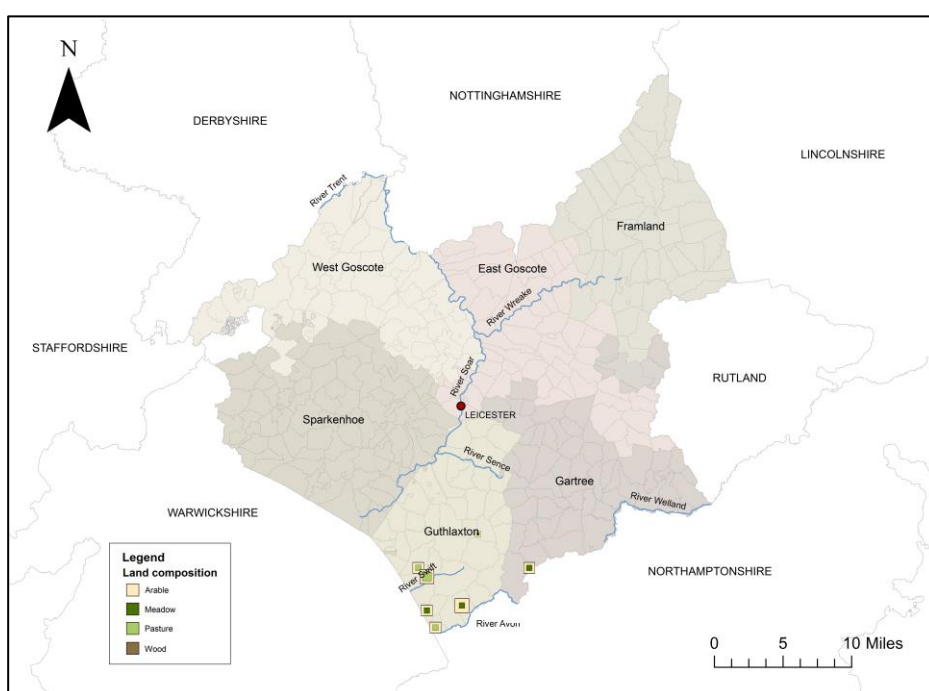 N
NOTTINGHAMSHIRE
DERBYSHIRE
LINCOLNSHIRE
River Trent
Framland
West Goscote
East Goscote
River Wreake
STAFFORDSHIRE
River Soar
RUTLAND
Sparkenhoe
LEICESTER
River Sence
Gartree
River Welland
WARWICKSHIRE
Guthlaxton
NORTHAMPTONSHIRE
River Swift
River Avon
Legend
Land composition
Arable
Meadow
Pasture
Wood
0 5 10 Miles